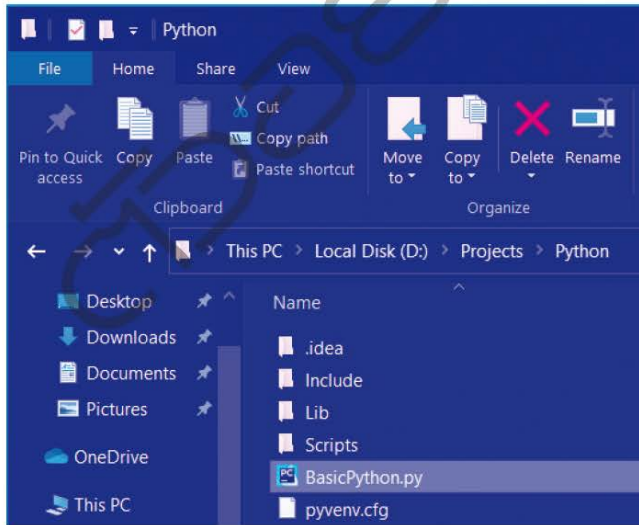 Python
File Home Share View
Pin to Quick access
Copy
Paste
Cut
Copy path
Paste shortcut
Move to
Copy to
Delete
Rename
Clipboard
Organize
This PC > Local Disk (D:) > Projects > Python
Desktop
Downloads
Documents
Pictures
OneDrive
This PC
Name
.idea
Include
Lib
Scripts
PC BasicPython.py
pyvenv.cfg